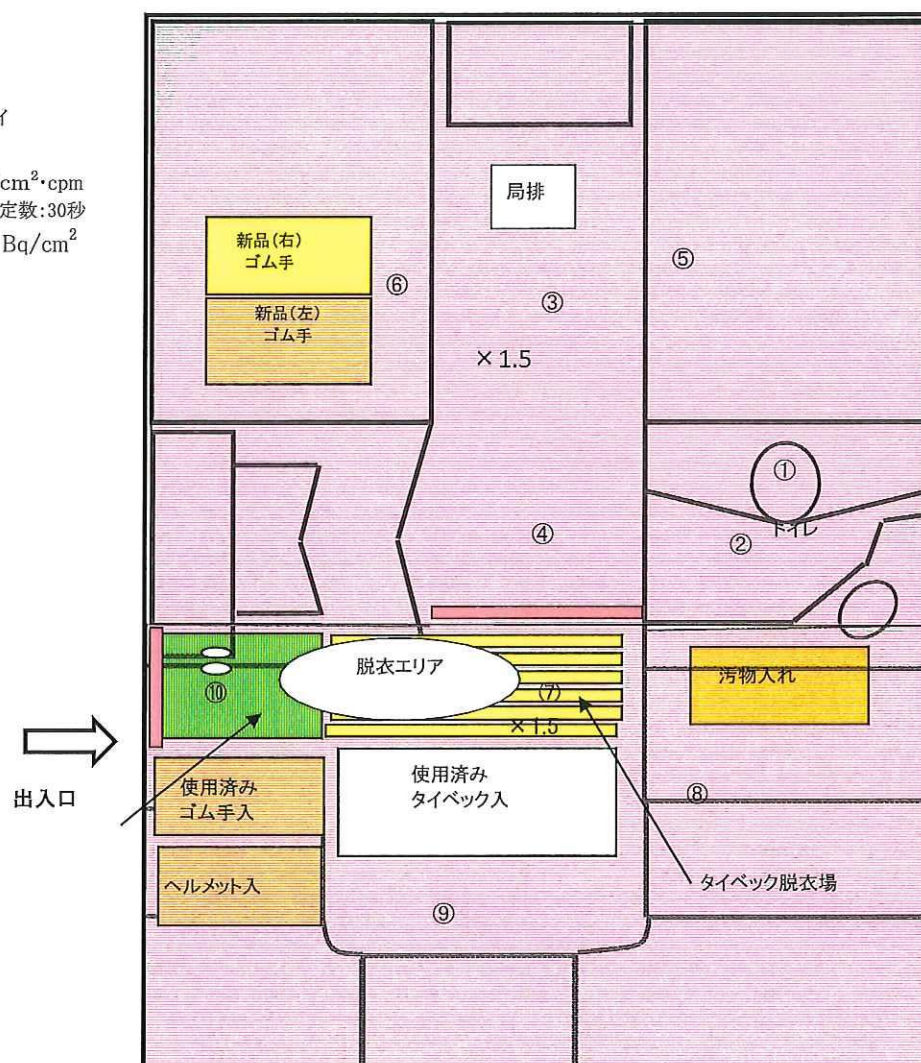 イ
cm²・cpm
定数:30秒
Bq/cm²
局排
新品(右)
ゴム手
新品(左)
ゴム手
⑥
③
⑤
×1.5
①
トイレ
④
②
脱衣エリア
⑩
(7)
×1.5
汚物入れ
出入口
使用済み
ゴム手入
使用済み
タイベック入
⑧
ヘルメット入
タイベック脱衣場
⑨